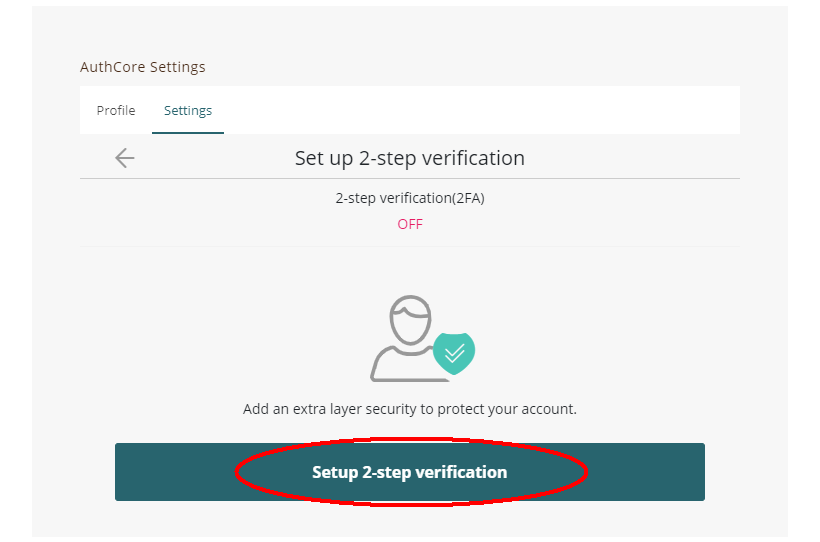 AuthCore Settings
Profile Settings
Set up 2-step verification
2-step verification(2FA)
OFF
Add an extra layer security to protect your account.
Setup 2-step verification